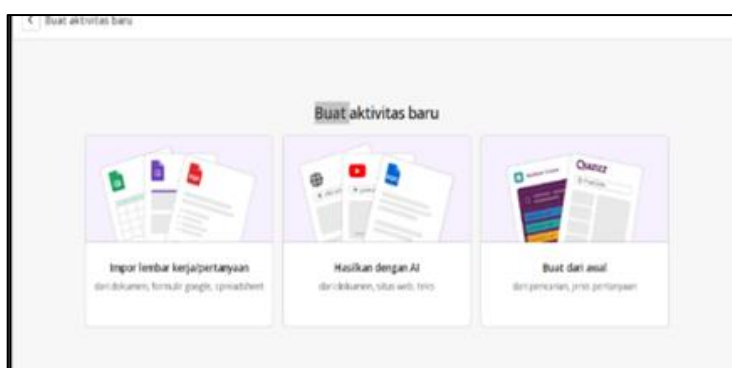 Buat aktivitas baru
Buat aktivitas baru
Quizizz
Impor lembar kerja/pertanyaan
dari dokumen, formulir google, spreadsheet
Hasilkan dengan AI
dari dokumen, situs web, teks
Buat dari awal
dari pencarian, jenis pertanyaan